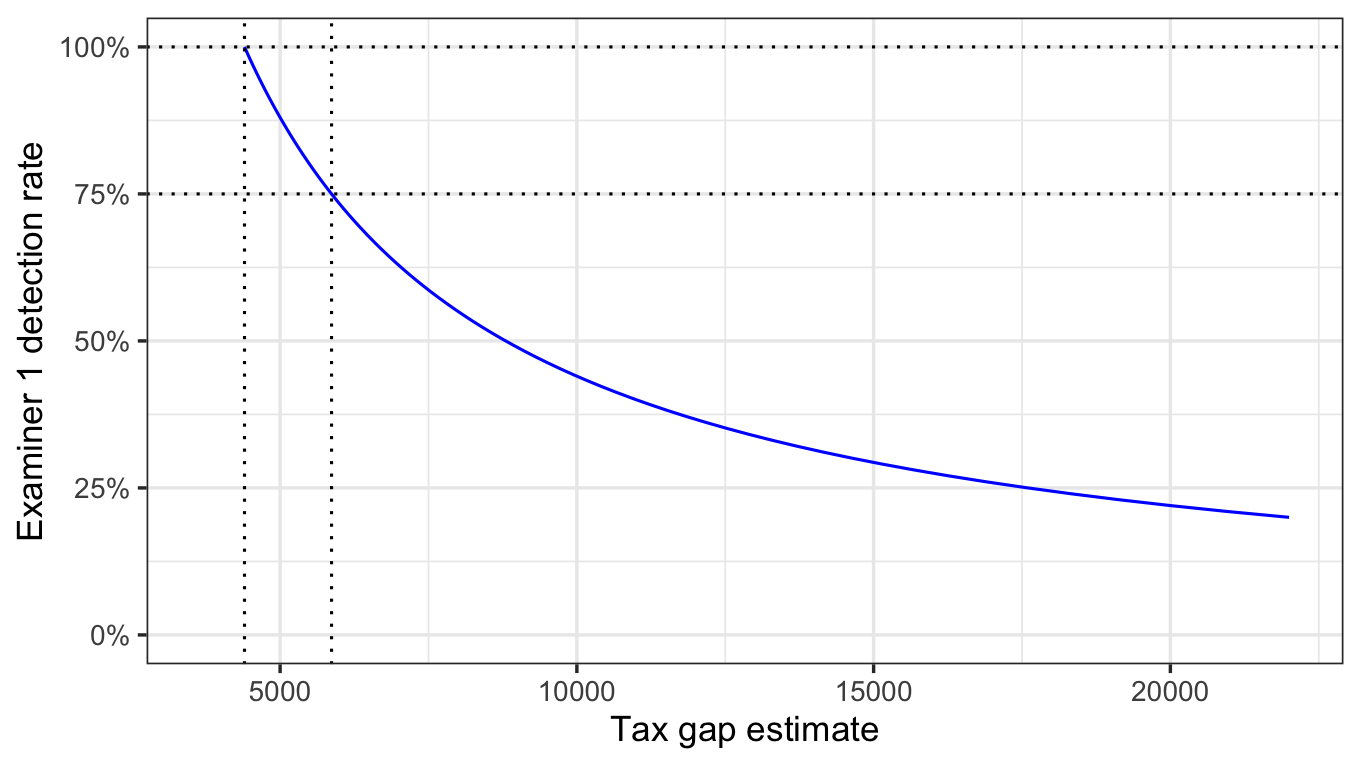 Examiner 1 detection rate
100%
75%
50%
25%
0%
5000 10000 15000 20000
Tax gap estimate